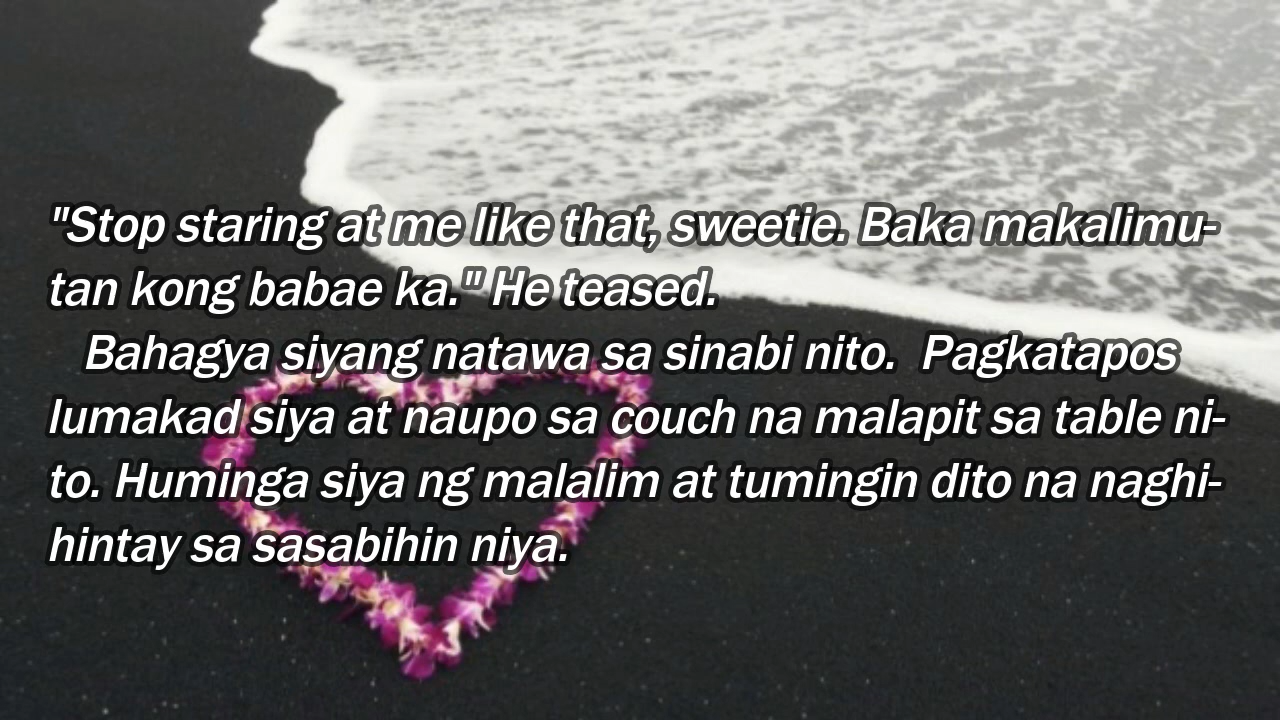 "Stop staring at me like that, sweetie. Baka makalimu-
tan kong babae ka." He teased.
Bahagya siyang natawa sa sinabi nito.  Pagkatapos
lumakad siya at naupo sa couch na malapit sa table ni-
to. Huminga siya ng malalim at tumingin dito na naghi-
hintay sa sasabihin niya.